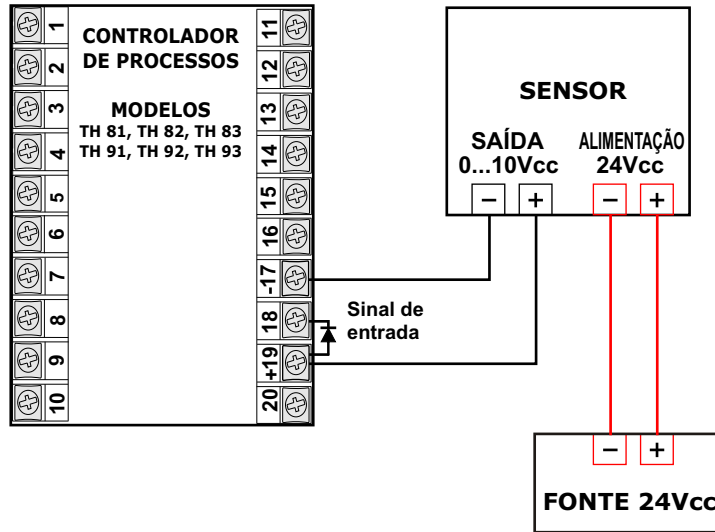 CONTROLADOR
DE PROCESSOS
MODELOS
TH 81, TH 82, TH 83
TH 91, TH 92, TH 93
1
2
3
4
5
6
7
8
9
10
11
12
13
14
15
16
-17
18
+19
20
Sinal de
entrada
SENSOR
SAÍDA
0...10Vcc
ALIMENTAÇÃO
24Vcc
− + − +
− +
FONTE 24Vcc